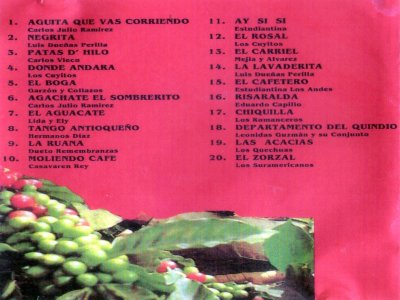 1. AGUITA QUE VAS CORRIENDO
Carlos Julio Ramírez
2. NEGRITA
Luis Dueñas Perilla
3. PATAS D' HILO
Carlos Vieco
4. DONDE ANDARA
Los Cuyitos
5. EL BOGA
Garzón y Collazos
6. AGACHATE EL SOMBRERITO
Carlos Julio Ramírez
7. EL AGUACATE
Lida y Ely
8. TANGO ANTIOQUEÑO
Hermanos Díaz
9. LA RUANA
Dueto Remembranzas
10. MOLIENDO CAFE
Casavaren Rey
11. AY SI SI
Estudiantina
12. EL ROSAL
Los Cuyitos
13. EL CARRIEL
Mejía y Alvarez
14. LA LAVADERITA
Luis Dueñas Perilla
15. EL CAFETERO
Estudiantina Los Andes
16. RISARALDA
Eduardo Capillo
17. CHIQUILLA
Los Romanceros
18. DEPARTAMENTO DEL QUINDIO
Leonidas Guzmán y su Conjunto
19. LAS ACACIAS
Los Quechuas
20. EL ZORZAL
Los Suramericanos